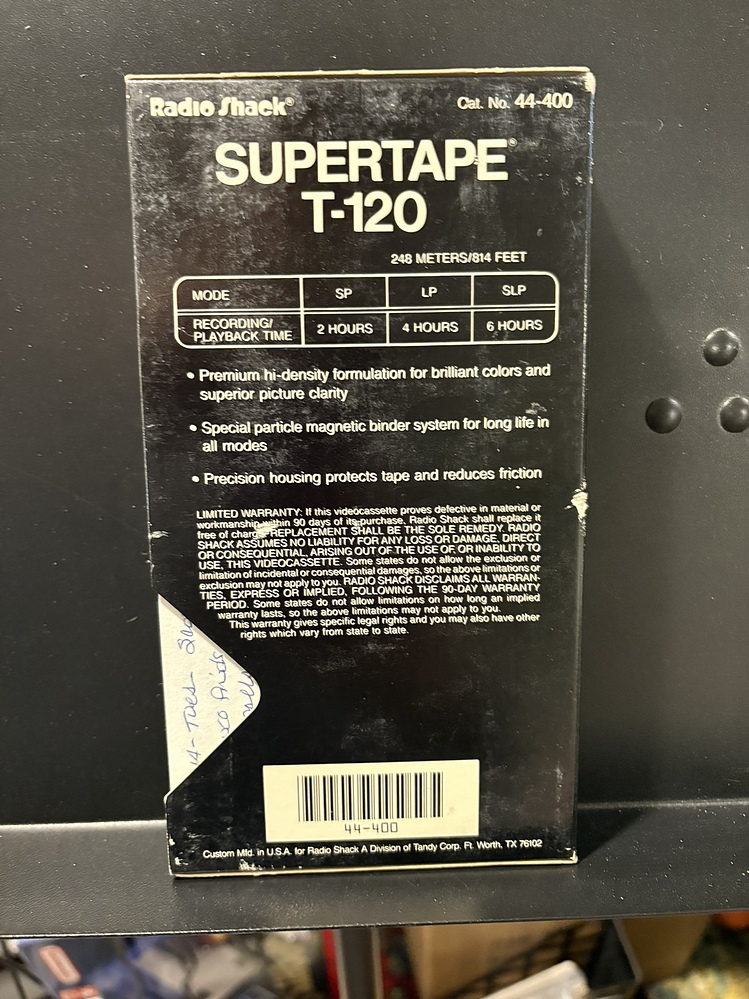 Radio Shack® Cat. No. 44-400
SUPERTAPE®
T-120
248 METERS/814 FEET
MODE SP LP SLP
RECORDING/
PLAYBACK TIME 2 HOURS 4 HOURS 6 HOURS
• Premium hi-density formulation for brilliant colors and
superior picture clarity
• Special particle magnetic binder system for long life in
all modes
• Precision housing protects tape and reduces friction
LIMITED WARRANTY: If this videocassette proves defective in material or
workmanship within 90 days of its purchase, Radio Shack shall replace it
free of charge. REPLACEMENT SHALL BE THE SOLE REMEDY. RADIO
SHACK ASSUMES NO LIABILITY FOR ANY LOSS OR DAMAGE, DIRECT
OR CONSEQUENTIAL, ARISING OUT OF THE USE OF, OR INABILITY TO
USE, THIS VIDEOCASSETTE. Some states do not allow the exclusion or
limitation of incidental or consequential damages, so the above limitations or
exclusion may not apply to you. RADIO SHACK DISCLAIMS ALL WARRAN-
TIES, EXPRESS OR IMPLIED, FOLLOWING THE 90-DAY WARRANTY
PERIOD. Some states do not allow limitations on how long an implied
warranty lasts, so the above limitations may not apply to you.
This warranty gives specific legal rights and you may also have other
rights which vary from state to state.
14- Tues-
44-400
Custom Mfd. in U.S.A. for Radio Shack A Division of Tandy Corp. Ft. Worth, TX 76102